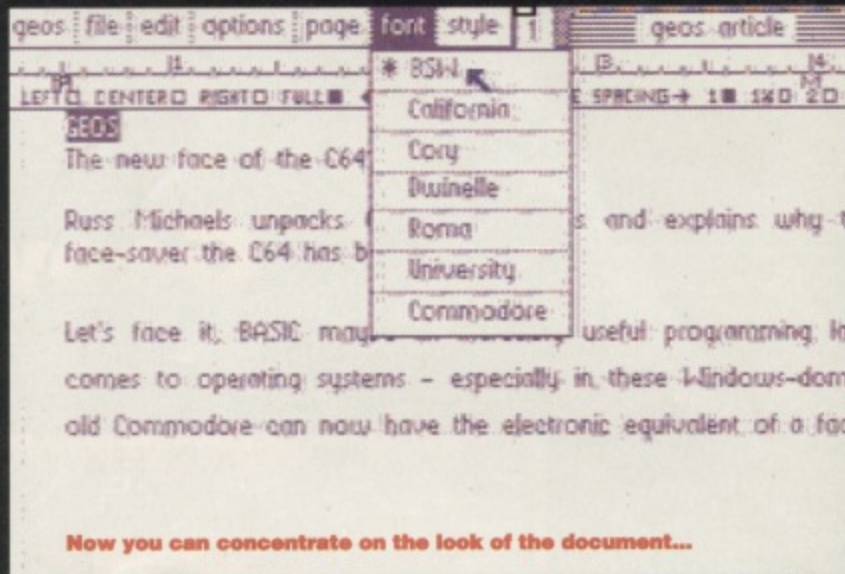 geos file edit options page font style 1 geos article
1 3 4
LEFT CENTER RIGHT FULL SPACING→ 1 1½ 2
* BSW
California
Cory
Dwinelle
Roma
University
Commodore
GEOS
The new face of the C64
Russ Michaels unpacks and explains why
face-saver the C64 has
Let's face it, BASIC useful programming
comes to operating systems – especially in these
old Commodore can now have the electronic equivalent of a
Now you can concentrate on the look of the document...